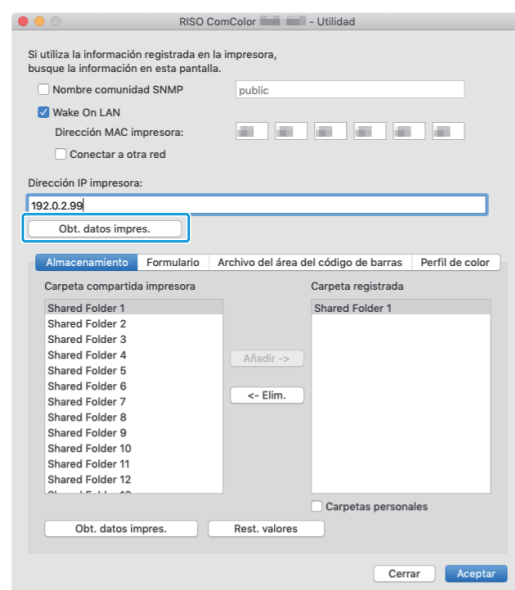 RISO ComColor - Utilidad
Si utiliza la información registrada en la impresora,
busque la información en esta pantalla.
Nombre comunidad SNMP
public
Wake On LAN
Dirección MAC impresora:
Conectar a otra red
Dirección IP impresora:
192.0.2.99
Obt. datos impres.
Almacenamiento Formulario Archivo del área del código de barras Perfil de color
Carpeta compartida impresora
Carpeta registrada
Shared Folder 1
Shared Folder 1
Shared Folder 2
Shared Folder 3
Shared Folder 4
Añadir ->
Shared Folder 5
Shared Folder 6
<- Elim.
Shared Folder 7
Shared Folder 8
Shared Folder 9
Shared Folder 10
Shared Folder 11
Shared Folder 12
Carpetas personales
Obt. datos impres.
Rest. valores
Cerrar
Aceptar